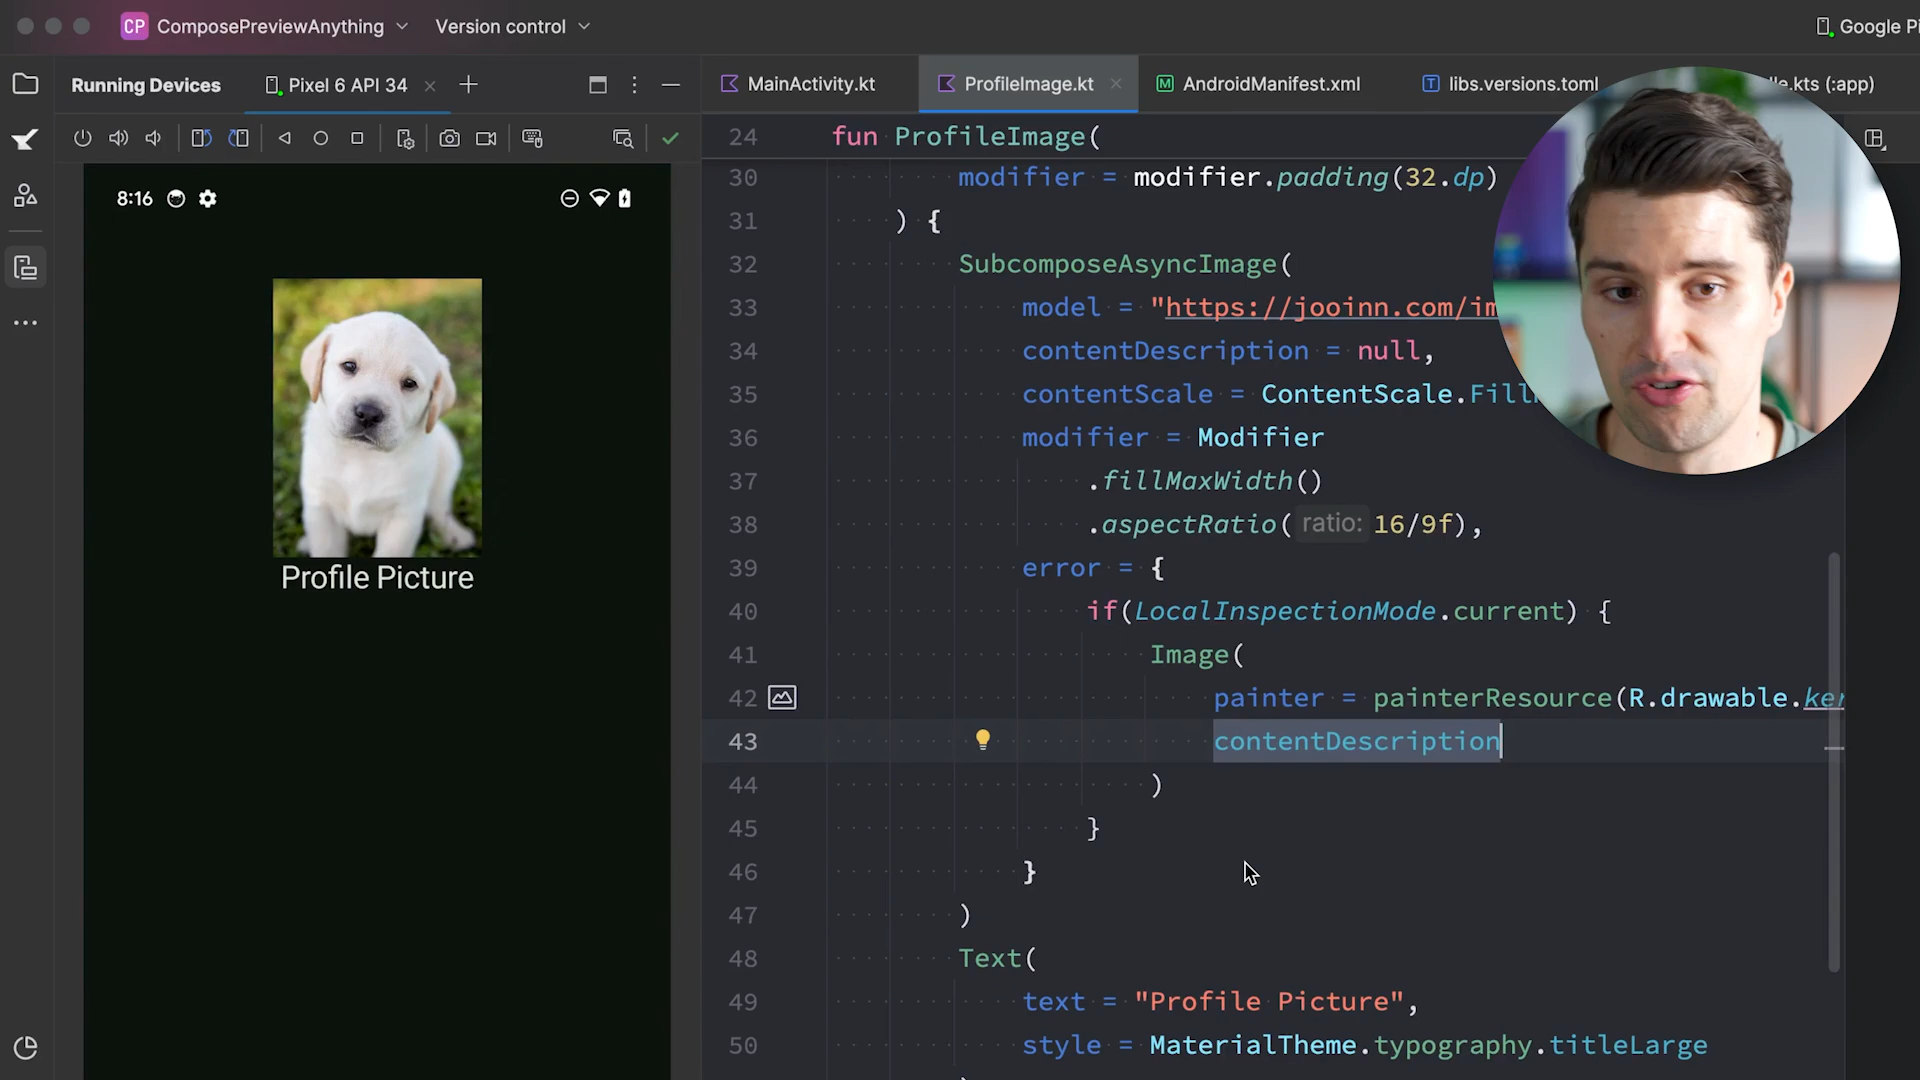 CP ComposePreviewAnything Version control Google Pi
Running Devices Pixel 6 API 34 MainActivity.kt ProfileImage.kt AndroidManifest.xml libs.versions.toml .kts (:app)
8:16
Profile Picture
24 fun ProfileImage(
30 modifier = modifier.padding(32.dp)
31 ) {
32 SubcomposeAsyncImage(
33 model = "https://jooinn.com/im
34 contentDescription = null,
35 contentScale = ContentScale.Fill
36 modifier = Modifier
37 .fillMaxWidth()
38 .aspectRatio( ratio: 16/9f),
39 error = {
40 if(LocalInspectionMode.current) {
41 Image(
42 painter = painterResource(R.drawable.ker
43 contentDescription
44 )
45 }
46 }
47 )
48 Text(
49 text = "Profile Picture",
50 style = MaterialTheme.typography.titleLarge